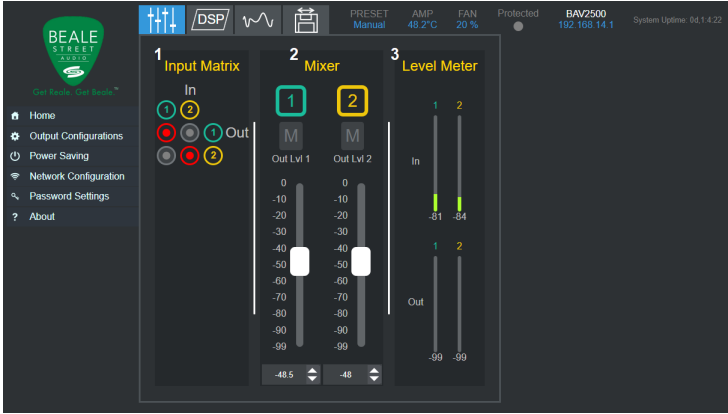 BEALE
STREET
AUDIO
Get Reale. Get Beale.™
DSP
PRESET
Manual
AMP
48.2°C
FAN
20 %
Protected
BAV2500
192.168.14.1
System Uptime: 0d,1:4:22
Home
Output Configurations
Power Saving
Network Configuration
Password Settings
? About
1 Input Matrix
In
1 2
1 Out
2
2 Mixer
1 2
M M
Out Lvl 1 Out Lvl 2
0 0
-10 -10
-20 -20
-30 -30
-40 -40
-50 -50
-60 -60
-70 -70
-80 -80
-90 -90
-99 -99
-48.5 -48
3 Level Meter
1 2
In
-81 -84
1 2
Out
-99 -99